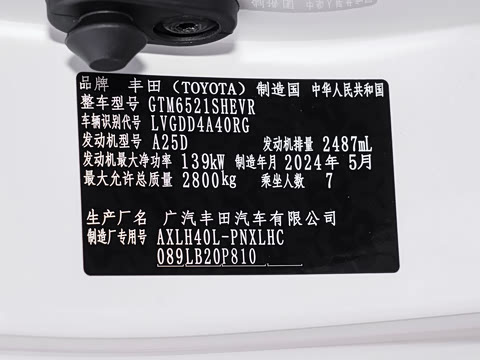 品牌 丰田（TOYOTA）制造国 中华人民共和国
整车型号 GTM6521SHEVR
车辆识别代号 LVGDD4A40RG
发动机型号 A25D 发动机排量 2487mL
发动机最大净功率 139kW 制造年月 2024年5月
最大允许总质量 2800kg 乘坐人数 7
生产厂名 广汽丰田汽车有限公司
制造厂专用号 AXLH40L-PNXLHC
089LB20P810